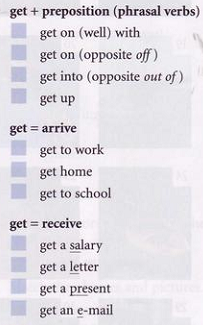 get + preposition (phrasal verbs)
get on (well) with
get on (opposite off)
get into (opposite out of)
get up
get = arrive
get to work
get home
get to school
get = receive
get a salary
get a letter
get a present
get an e-mail